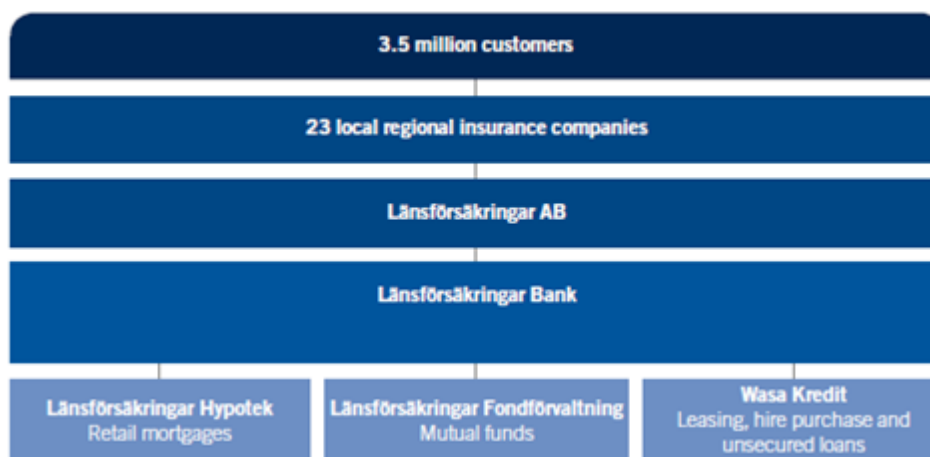 3.5 million customers
23 local regional insurance companies
Länsförsäkringar AB
Länsförsäkringar Bank
Länsförsäkringar Hypotek
Retail mortgages
Länsförsäkringar Fondförvaltning
Mutual funds
Wasa Kredit
Leasing, hire purchase and
unsecured loans